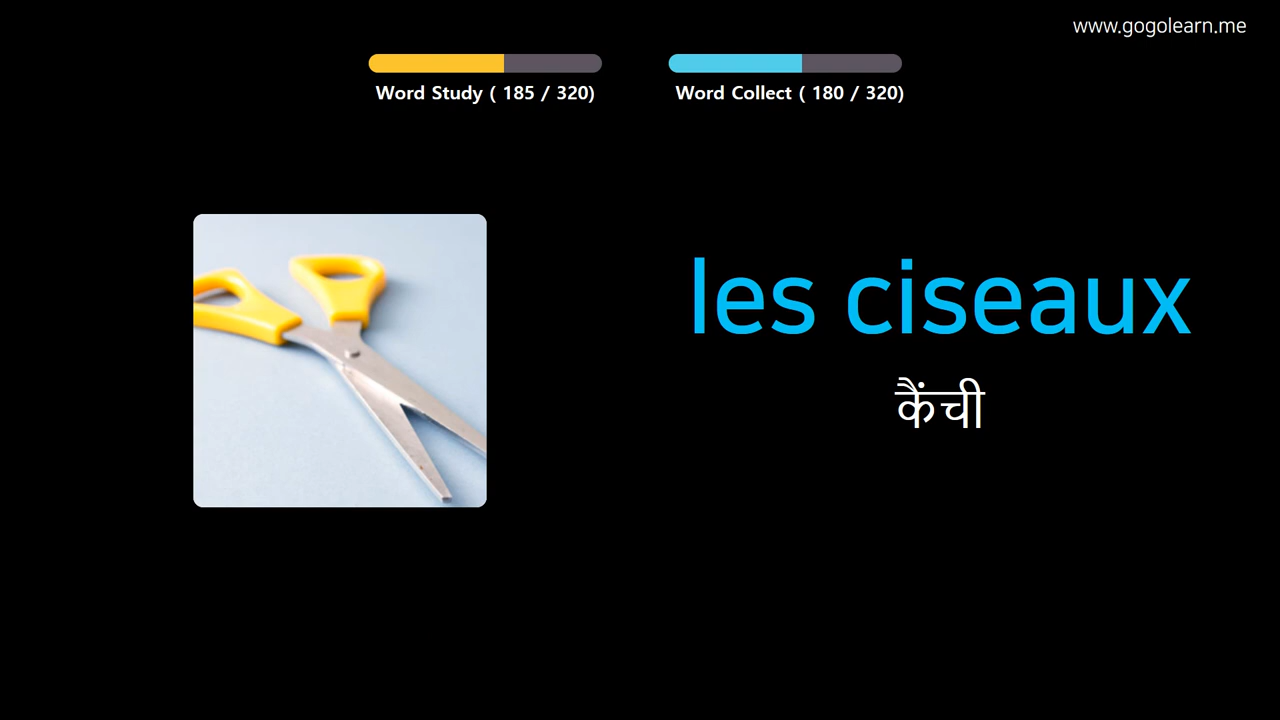 www.gogolearn.me
Word Study ( 185 / 320)
Word Collect ( 180 / 320)
les ciseaux
कैंची